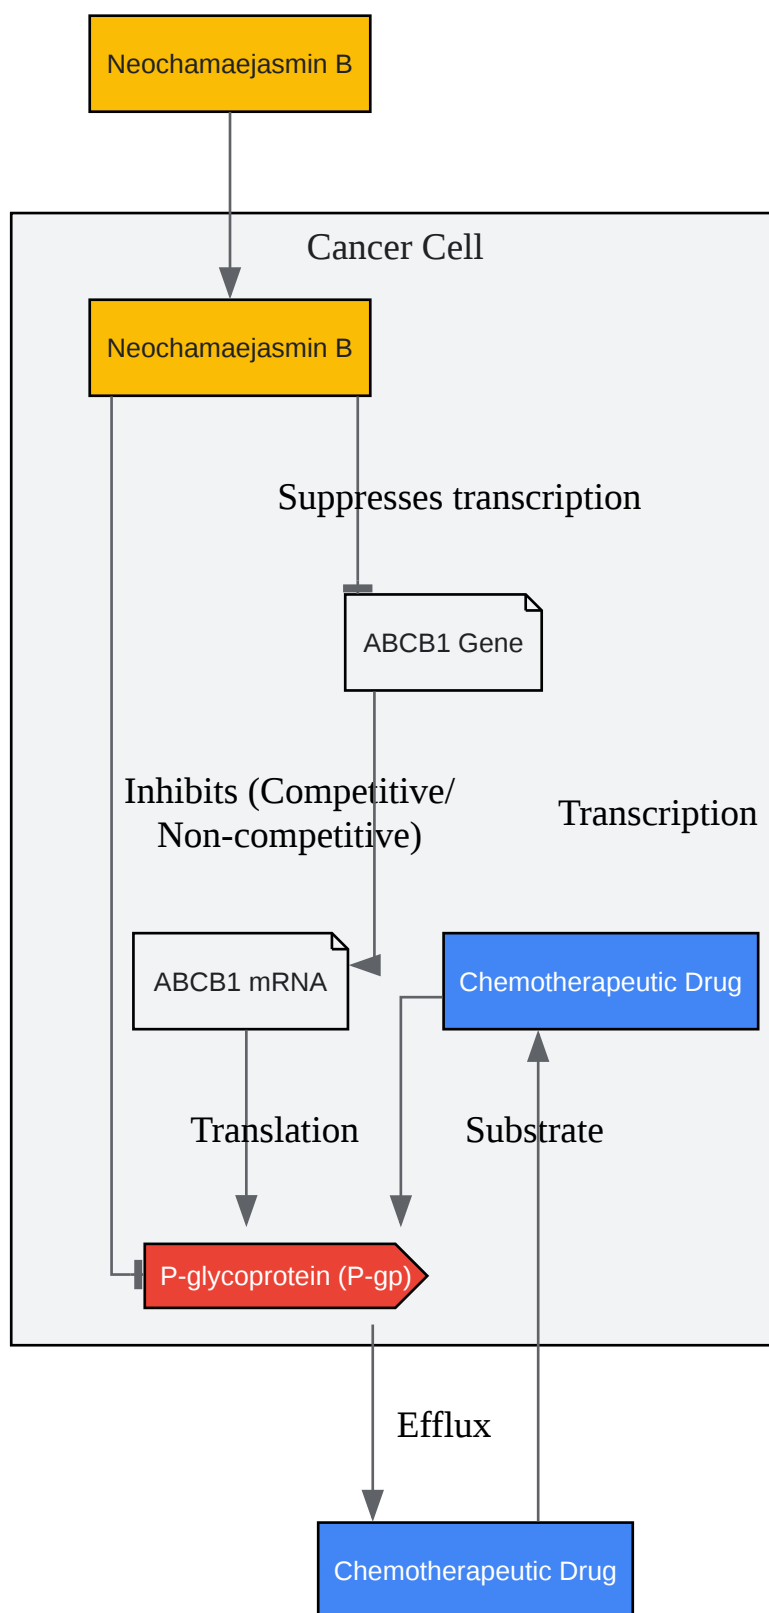 Neochamaejasmin B
Cancer Cell
Neochamaejasmin B
Suppresses transcription
ABCB1 Gene
Inhibits (Competitive/
Non-competitive)
Transcription
ABCB1 mRNA
Chemotherapeutic Drug
Translation
Substrate
P-glycoprotein (P-gp)
Efflux
Chemotherapeutic Drug